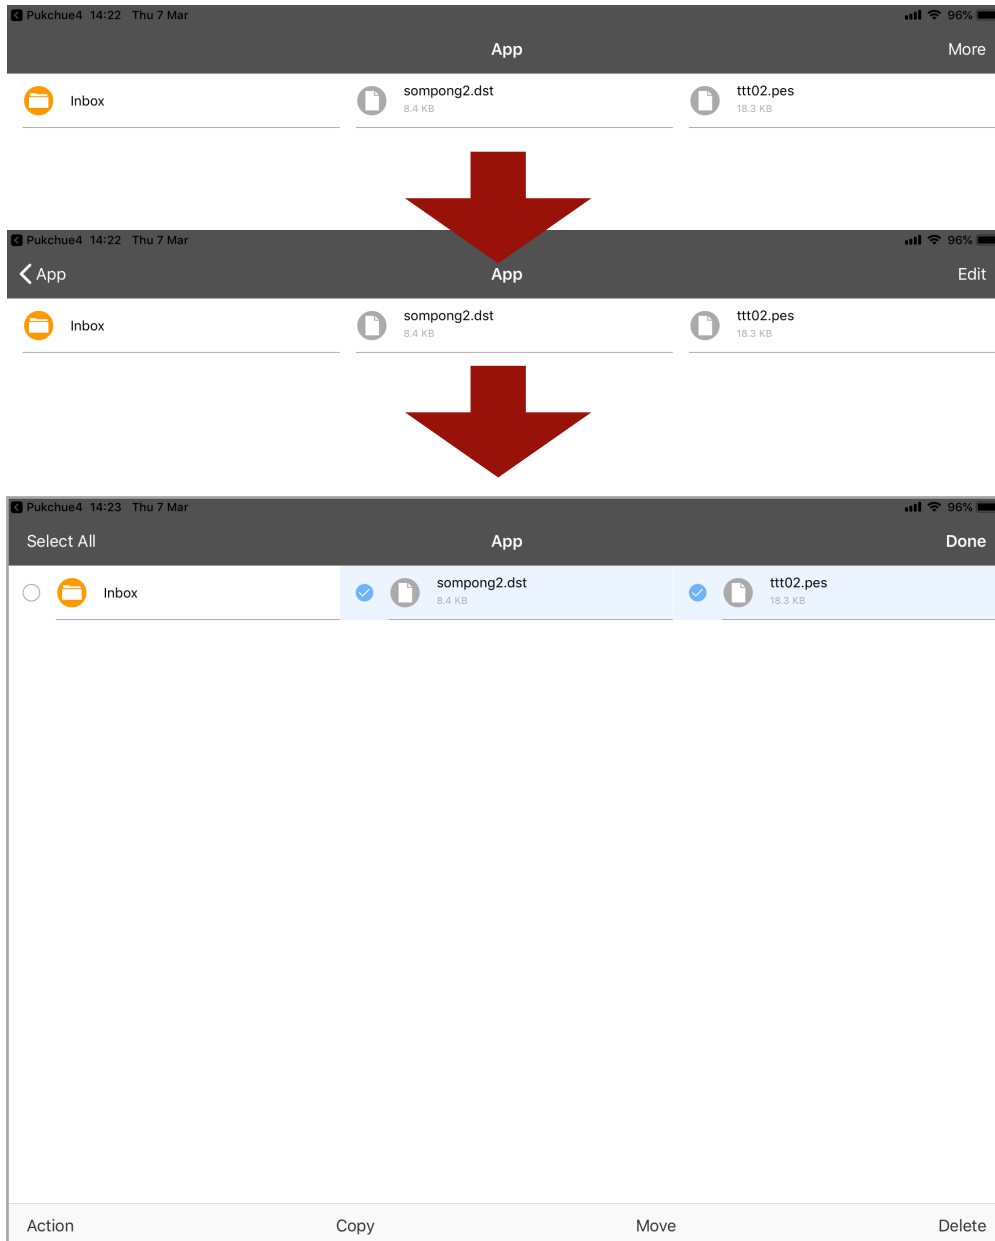 Pukchue4 14:22 Thu 7 Mar 96%
App More
Inbox sompong2.dst ttt02.pes
8.4 KB 18.3 KB
Pukchue4 14:22 Thu 7 Mar 96%
App App Edit
Inbox sompong2.dst ttt02.pes
8.4 KB 18.3 KB
Pukchue4 14:23 Thu 7 Mar 96%
Select All App Done
Inbox sompong2.dst ttt02.pes
8.4 KB 18.3 KB
Action Copy Move Delete